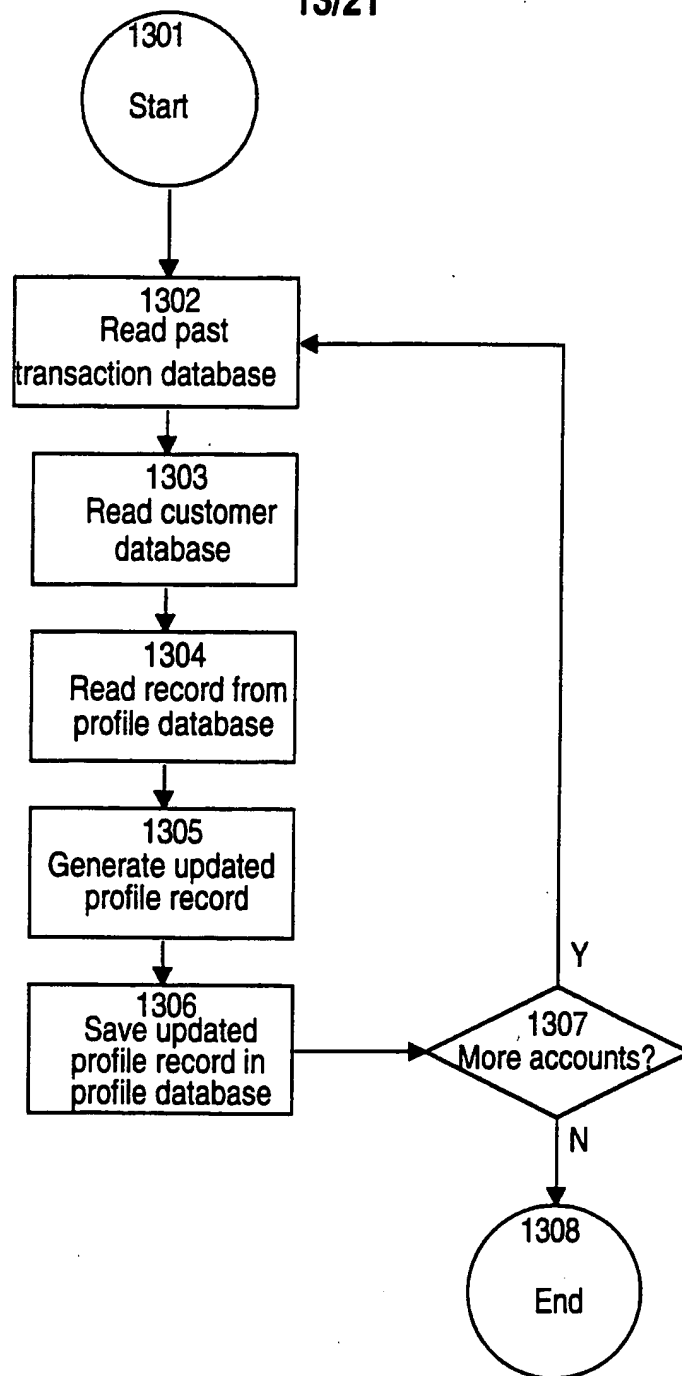 13/21
1301
Start
1302
Read past
transaction database
1303
Read customer
database
1304
Read record from
profile database
1305
Generate updated
profile record
1306
Save updated
profile record in
profile database
Y
1307
More accounts?
N
1308
End